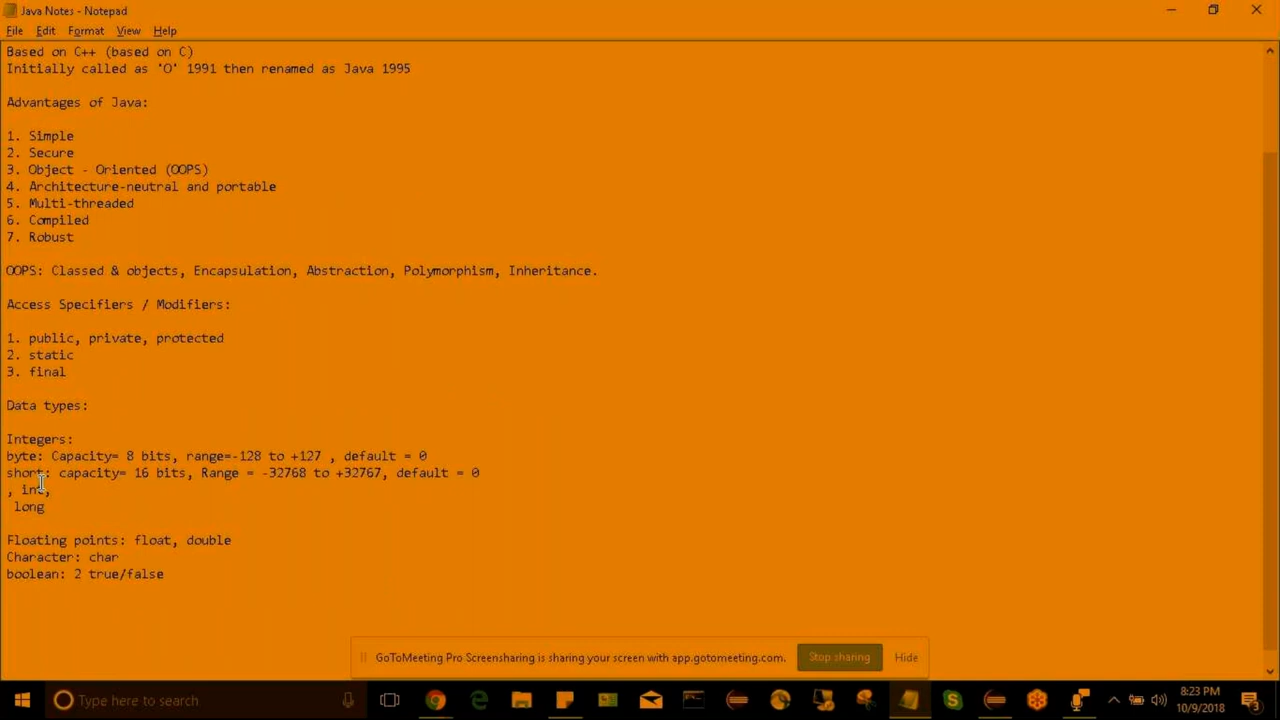 Java Notes - Notepad
File Edit Format View Help
Based on C++ (based on C)
Initially called as 'O' 1991 then renamed as Java 1995
Advantages of Java:
1. Simple
2. Secure
3. Object - Oriented (OOPS)
4. Architecture-neutral and portable
5. Multi-threaded
6. Compiled
7. Robust
OOPS: Classed & objects, Encapsulation, Abstraction, Polymorphism, Inheritance.
Access Specifiers / Modifiers:
1. public, private, protected
2. static
3. final
Data types:
Integers:
byte: Capacity= 8 bits, range=-128 to +127 , default = 0
short: capacity= 16 bits, Range = -32768 to +32767, default = 0
, int,
long
Floating points: float, double
Character: char
boolean: 2 true/false
GoToMeeting Pro Screensharing is sharing your screen with app.gotomeeting.com. Stop sharing Hide
Type here to search
8:23 PM
10/9/2018
3